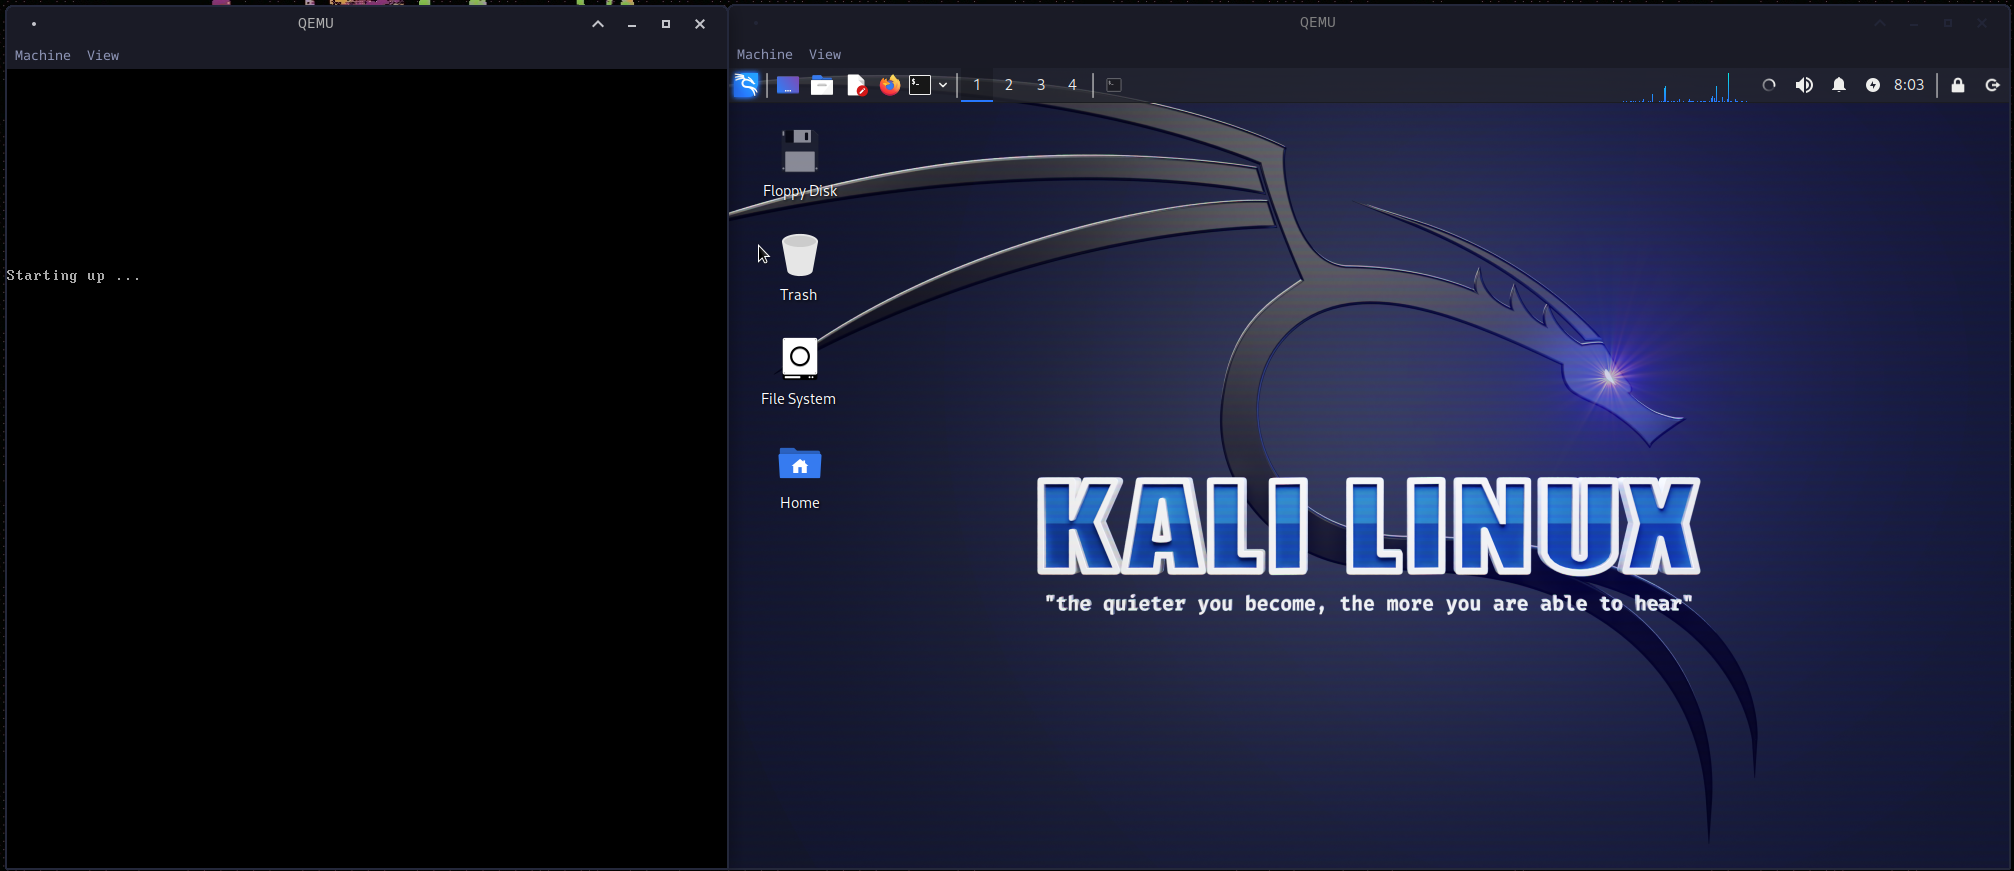 QEMU
Machine View
Starting up ...
QEMU
Machine View
1 2 3 4 8:03
Floppy Disk
Trash
File System
Home
KALI LINUX
"the quieter you become, the more you are able to hear"